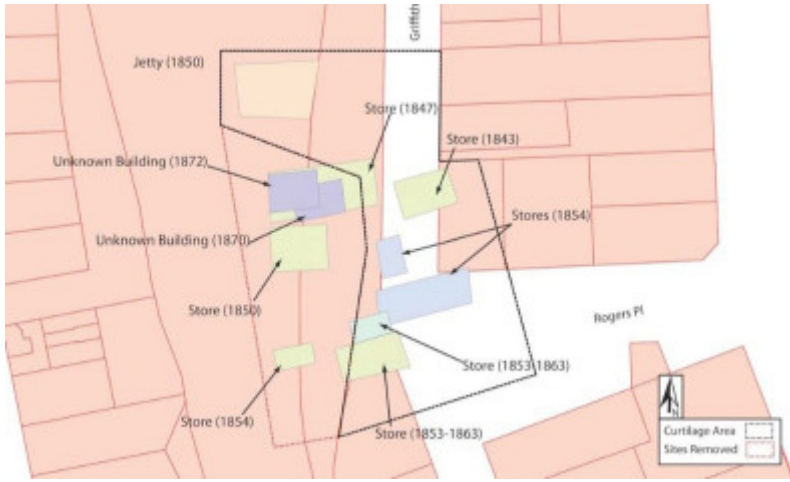 Griffith
Jetty (1850)
Store (1847)
Store (1843)
Unknown Building (1872)
Stores (1854)
Unknown Building (1870)
Store (1850)
Rogers Pl
Store (1853-1863)
Store (1854)
Store (1853-1863)
N
Curtilage Area
Sites Removed